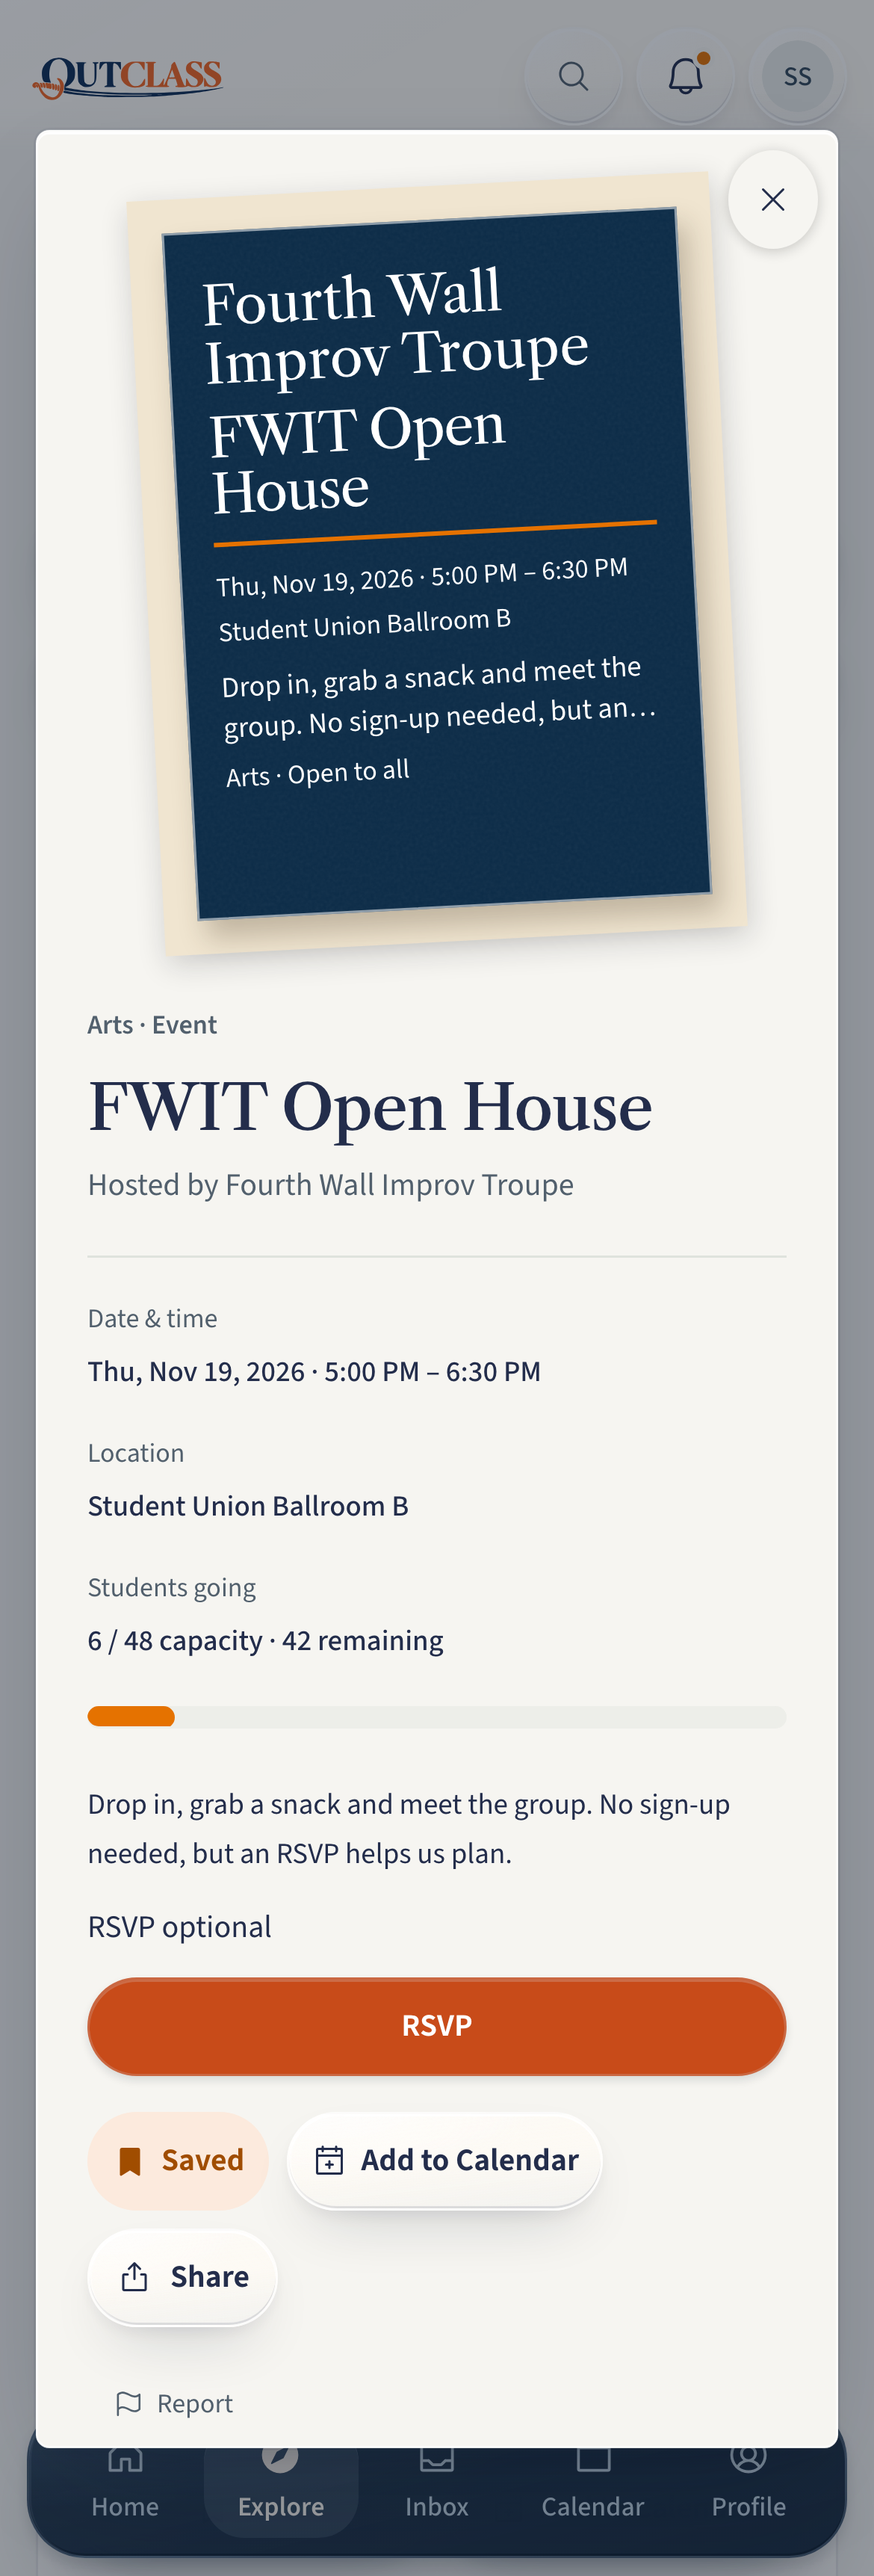 OUTCLASS
SS
Fourth Wall
Improv Troupe
FWIT Open
House
Thu, Nov 19, 2026 · 5:00 PM – 6:30 PM
Student Union Ballroom B
Drop in, grab a snack and meet the
group. No sign-up needed, but an…
Arts · Open to all
Arts · Event
FWIT Open House
Hosted by Fourth Wall Improv Troupe
Date & time
Thu, Nov 19, 2026 · 5:00 PM – 6:30 PM
Location
Student Union Ballroom B
Students going
6 / 48 capacity · 42 remaining
Drop in, grab a snack and meet the group. No sign-up
needed, but an RSVP helps us plan.
RSVP optional
RSVP
Saved
Add to Calendar
Share
Report
Home
Explore
Inbox
Calendar
Profile